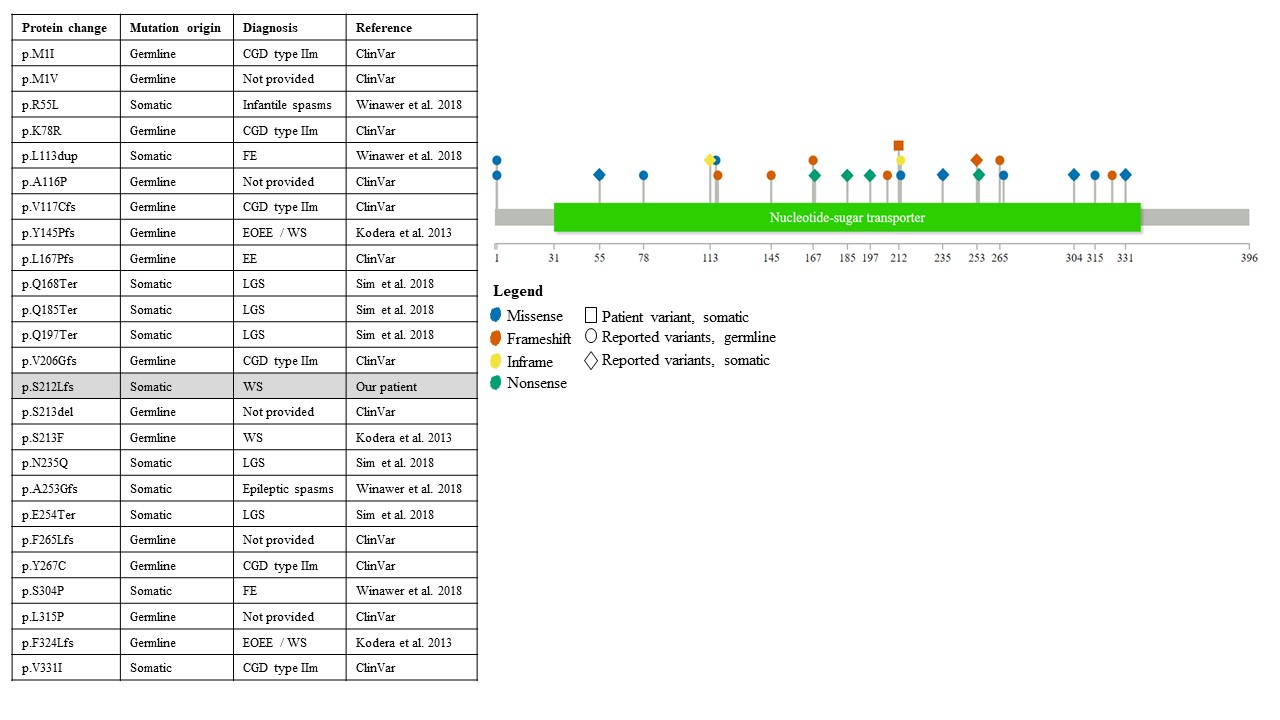 Protein change Mutation origin Diagnosis Reference
p.M1I Germline CGD type IIm ClinVar
p.M1V Germline Not provided ClinVar
p.R55L Somatic Infantile spasms Winawer et al. 2018
p.K78R Germline CGD type IIm ClinVar
p.L113dup Somatic FE Winawer et al. 2018
p.A116P Germline Not provided ClinVar
p.V117Cfs Germline CGD type IIm ClinVar
p.Y145Pfs Germline EOEE / WS Kodera et al. 2013
p.L167Pfs Germline EE ClinVar
p.Q168Ter Somatic LGS Sim et al. 2018
p.Q185Ter Somatic LGS Sim et al. 2018
p.Q197Ter Somatic LGS Sim et al. 2018
p.V206Gfs Germline CGD type IIm ClinVar
p.S212Lfs Somatic WS Our patient
p.S213del Germline Not provided ClinVar
p.S213F Germline WS Kodera et al. 2013
p.N235Q Somatic LGS Sim et al. 2018
p.A253Gfs Somatic Epileptic spasms Winawer et al. 2018
p.E254Ter Somatic LGS Sim et al. 2018
p.F265Lfs Germline Not provided ClinVar
p.Y267C Germline CGD type IIm ClinVar
p.S304P Somatic FE Winawer et al. 2018
p.L315P Germline Not provided ClinVar
p.F324Lfs Germline EOEE / WS Kodera et al. 2013
p.V331I Somatic CGD type IIm ClinVar
Nucleotide-sugar transporter
1 31 55 78 113 145 167 185 197 212 235 253 265 304 315 331 396
Legend
Missense
Frameshift
Inframe
Nonsense
Patient variant, somatic
Reported variants, germline
Reported variants, somatic